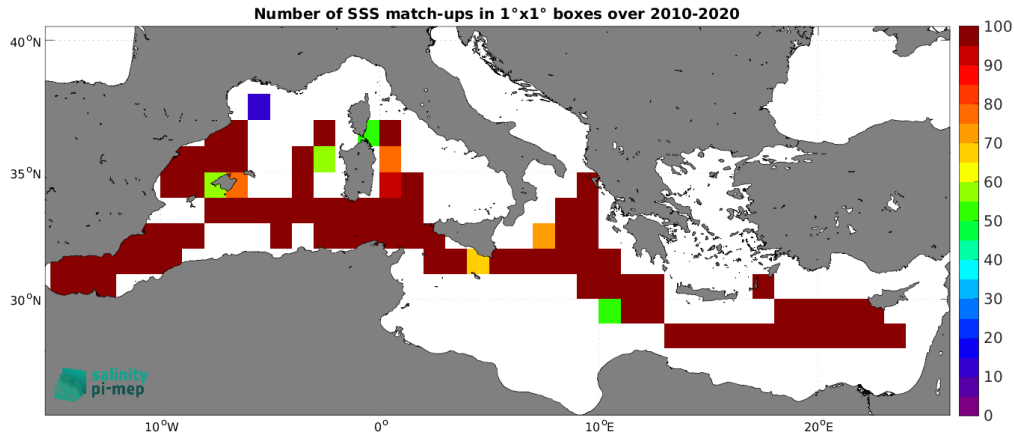 Number of SSS match-ups in 1°x1° boxes over 2010-2020
40°N
35°N
30°N
10°W
0°
10°E
20°E
100
90
80
70
60
50
40
30
20
10
0
salinity
pi-mep